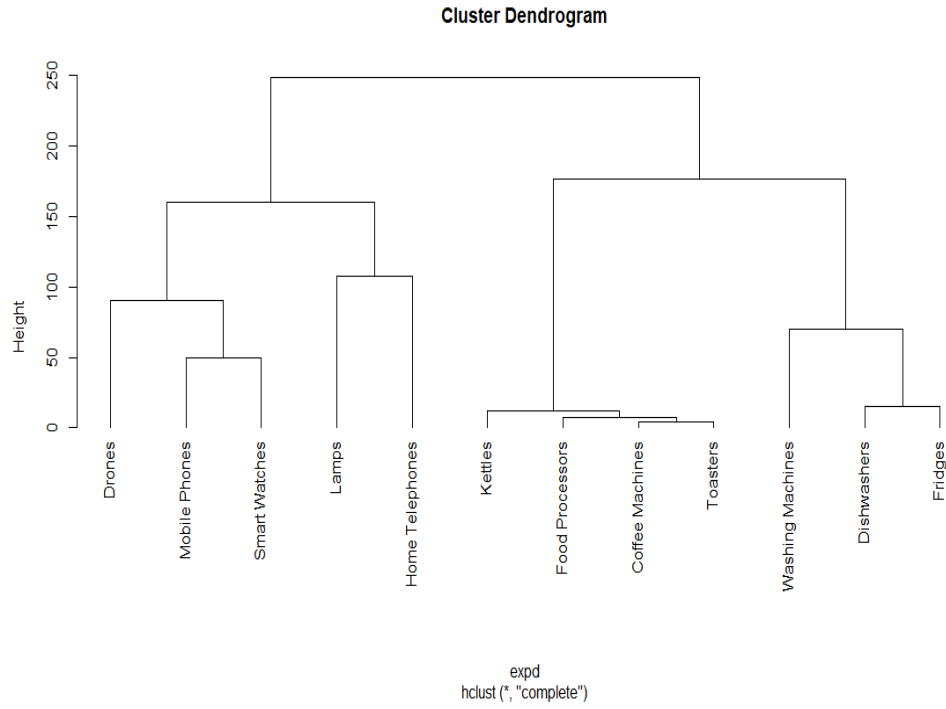 Cluster Dendrogram
250
200
150
100
50
0
Height
Drones
Mobile Phones
Smart Watches
Lamps
Home Telephones
Kettles
Food Processors
Coffee Machines
Toasters
Washing Machines
Dishwashers
Fridges
expd
hclust (*, "complete")